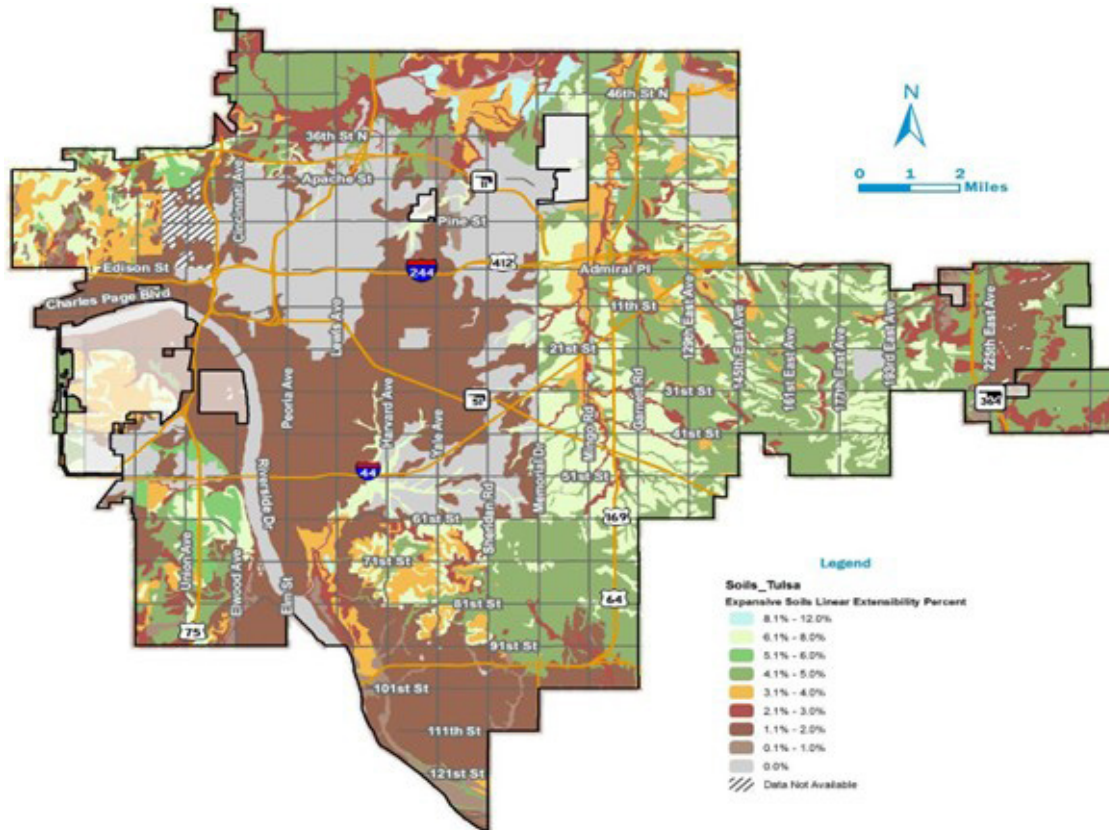 46th St N
N
36th St N
0 1 2
Miles
Apache St
11
Cincinnati Ave
Pine St
Edison St
412
244
Admiral Pl
Charles Page Blvd
11th St
129th East Ave
145th East Ave
161st East Ave
177th East Ave
193rd East Ave
225th East Ave
Lewis Ave
21st St
Peoria Ave
Harvard Ave
Yale Ave
51
31st St
364
Mingo Rd
Garnett Rd
41st St
44
51st St
Memorial Dr
Riverside Dr
Sheridan Rd
61st St
169
Union Ave
Elwood Ave
Elm St
71st St
81st St
64
75
91st St
101st St
111th St
121st St
Legend
Soils_Tulsa
Expansive Soils Linear Extensibility Percent
8.1% - 12.0%
6.1% - 8.0%
5.1% - 6.0%
4.1% - 5.0%
3.1% - 4.0%
2.1% - 3.0%
1.1% - 2.0%
0.1% - 1.0%
0.0%
Data Not Available